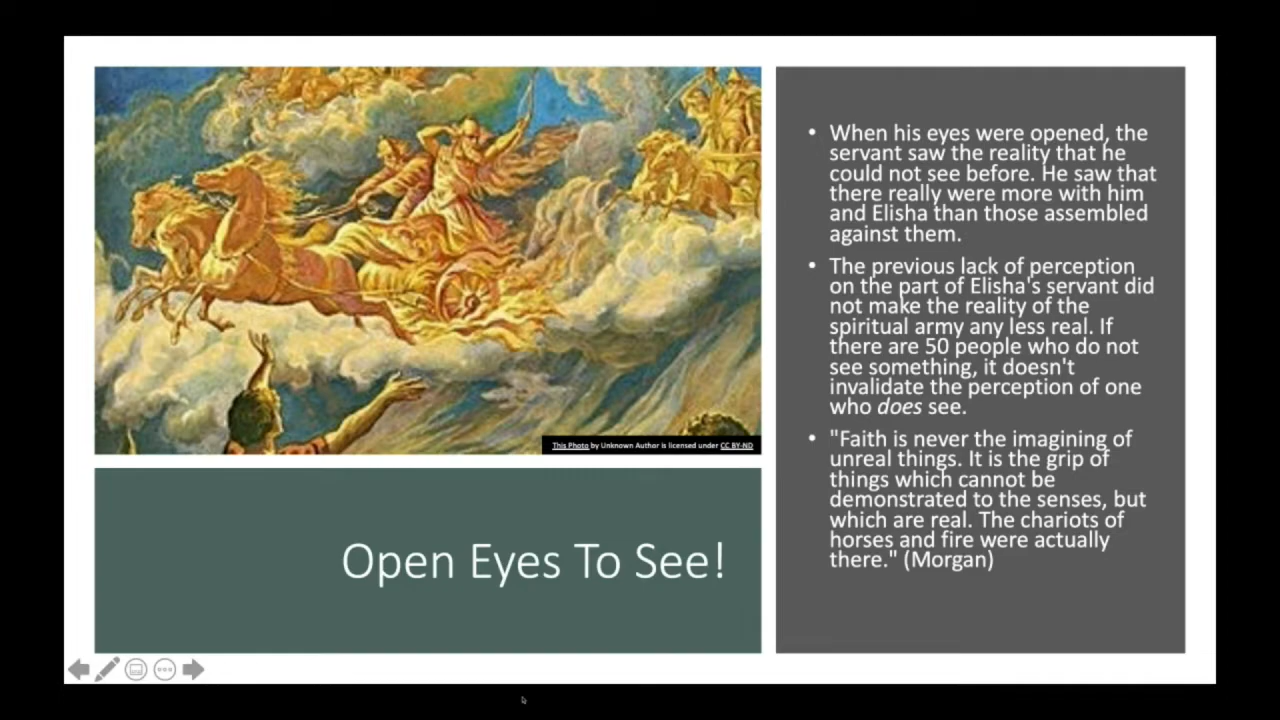 This Photo by Unknown Author is licensed under CC BY-ND
Open Eyes To See!
• When his eyes were opened, the
servant saw the reality that he
could not see before. He saw that
there really were more with him
and Elisha than those assembled
against them.
• The previous lack of perception
on the part of Elisha's servant did
not make the reality of the
spiritual army any less real. If
there are 50 people who do not
see something, it doesn't
invalidate the perception of one
who does see.
• "Faith is never the imagining of
unreal things. It is the grip of
things which cannot be
demonstrated to the senses, but
which are real. The chariots of
horses and fire were actually
there." (Morgan)